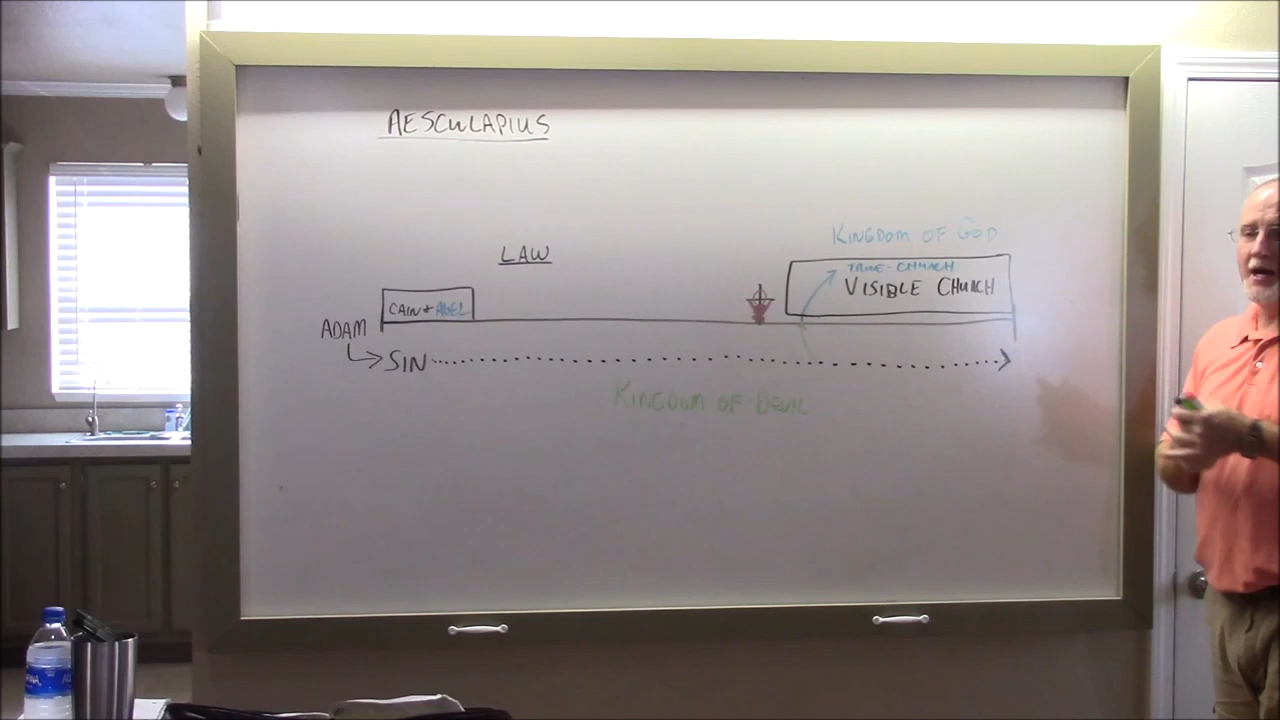 AESCULAPIUS
KINGDOM OF GOD
LAW
TRUE-CHURCH
VISIBLE CHURCH
CAIN + ABEL
ADAM
SIN
KINGDOM OF DEVIL